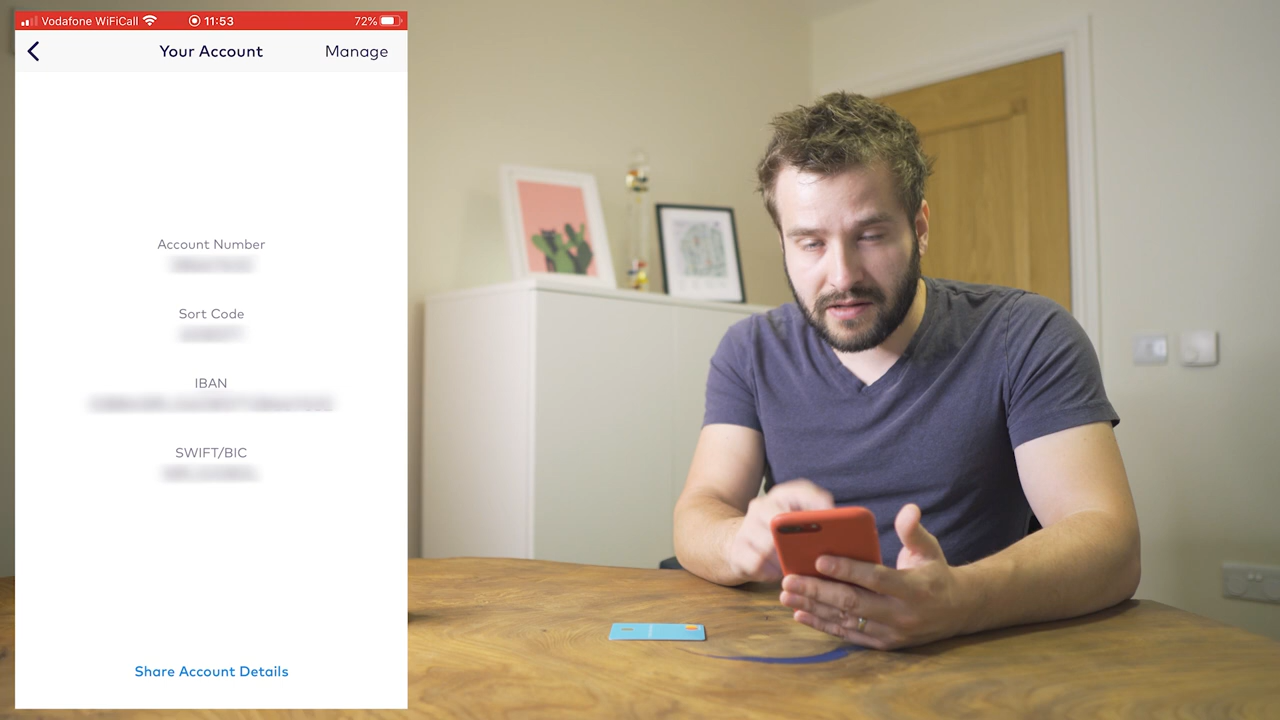 Vodafone WiFiCall 11:53 72%
Your Account Manage
Account Number
Sort Code
IBAN
SWIFT/BIC
Share Account Details